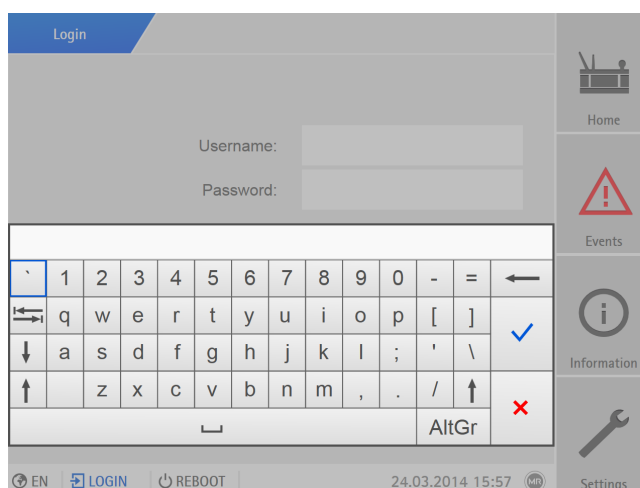 Login
Home
Username:
Password:
Events
` 1 2 3 4 5 6 7 8 9 0 - =
q w e r t y u i o p [ ]
a s d f g h j k l ; ' \
z x c v b n m , . /
AltGr
Information
EN LOGIN REBOOT 24.03.2014 15:57 MR
Settings